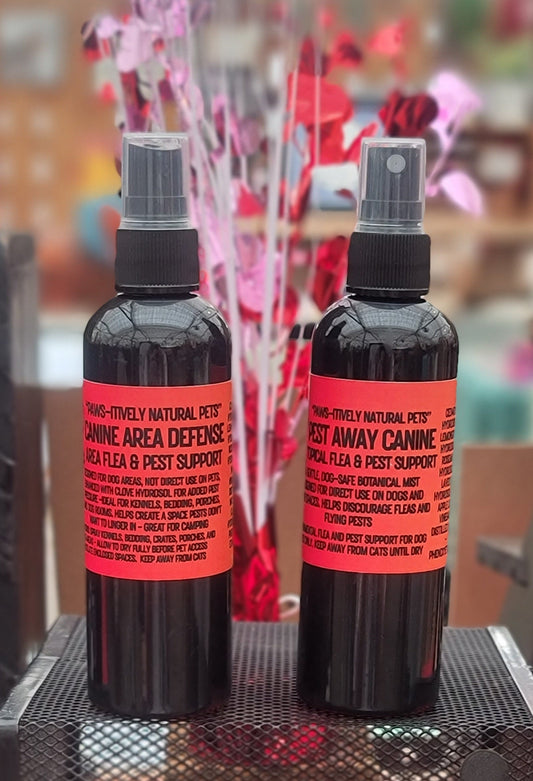 "PAWS-ITIVELY NATURAL PETS"
CANINE AREA DEFENSE
AREA FLEA & PEST SUPPORT
FOR DOG AREAS, NOT DIRECT USE ON PETS,
WITH CLOVE HYDROSOL FOR ADDED PEST
PRESSURE -IDEAL FOR KENNELS, BEDDING, PORCHES,
DOG ROOMS. HELPS CREATE A SPACE PESTS DON'T
WANT TO LINGER IN - GREAT FOR CAMPING
SPRAY KENNELS, BEDDING, CRATES, PORCHES, AND
- ALLOW TO DRY FULLY BEFORE PET ACCESS
SPACES. KEEP AWAY FROM CATS
"PAWS-ITIVELY NATURAL PETS"
PEST AWAY CANINE
TOPICAL FLEA & PEST SUPPORT
DOG-SAFE BOTANICAL MIST
FOR DIRECT USE ON DOGS AND
SPACES, HELPS DISCOURAGE FLEAS AND
FLYING PESTS
FLEA AND PEST SUPPORT FOR DOG
KEEP AWAY FROM CATS UNTIL DRY